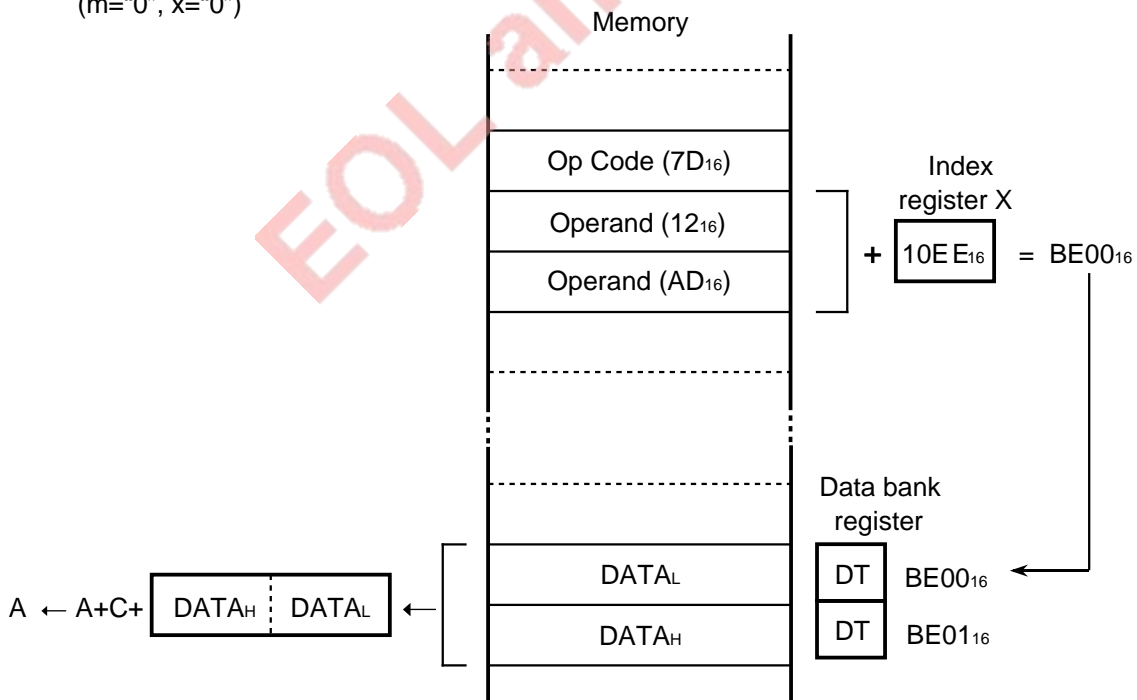 (m="0", x="0")
Memory
Op Code (7D16)
Operand (1216)
Operand (AD16)
Index
register X
+ 10EE16 = BE0016
Data bank
register
DATAL
DT BE0016
A ← A+C+ DATAH DATAL ←
DATAH
DT BE0116
EOL